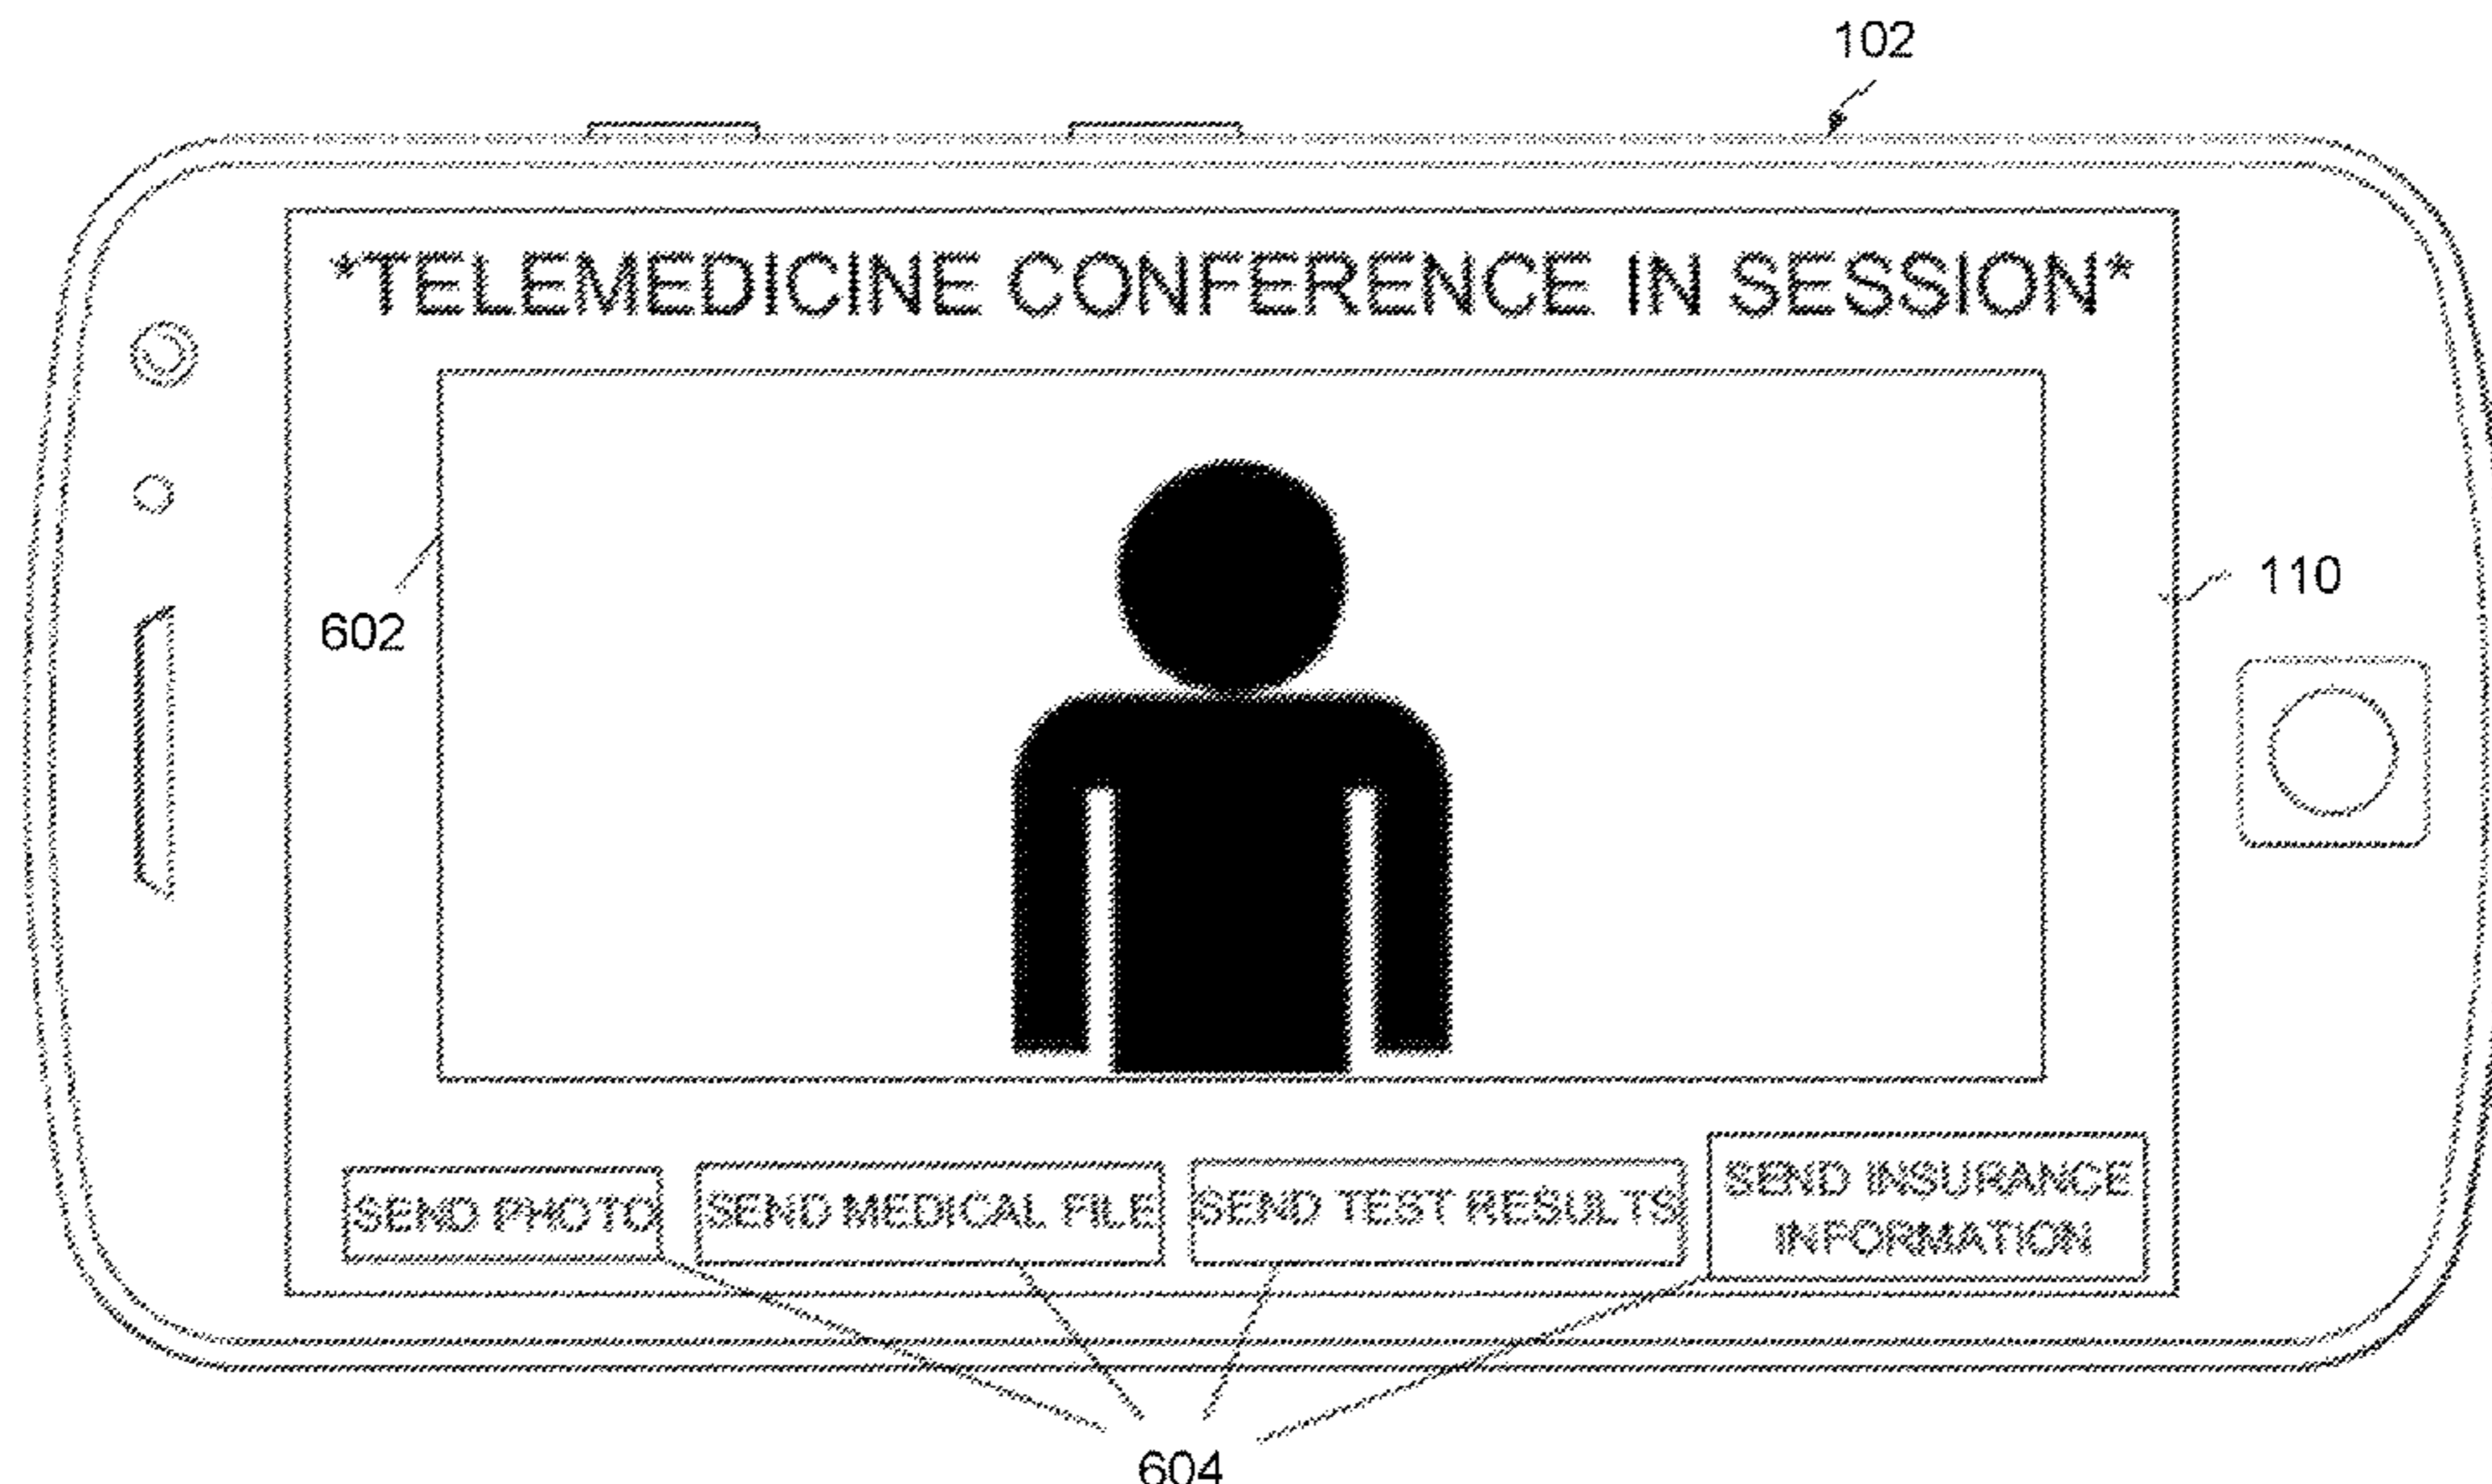 102
*TELEMEDICINE CONFERENCE IN SESSION*
110
602
SEND PHOTO
SEND MEDICAL FILE
SEND TEST RESULTS
SEND INSURANCE
INFORMATION
604